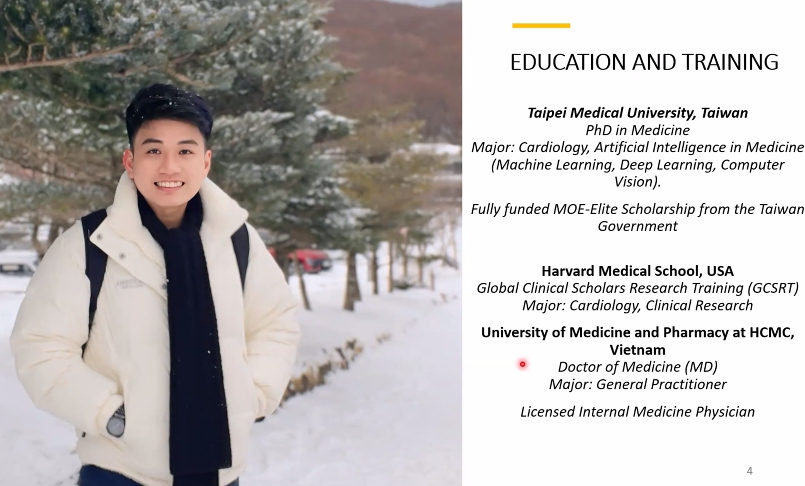 EDUCATION AND TRAINING
Taipei Medical University, Taiwan
PhD in Medicine
Major: Cardiology, Artificial Intelligence in Medicine
(Machine Learning, Deep Learning, Computer
Vision).
Fully funded MOE-Elite Scholarship from the Taiwan
Government
Harvard Medical School, USA
Global Clinical Scholars Research Training (GCSRT)
Major: Cardiology, Clinical Research
University of Medicine and Pharmacy at HCMC,
Vietnam
Doctor of Medicine (MD)
Major: General Practitioner
Licensed Internal Medicine Physician
4